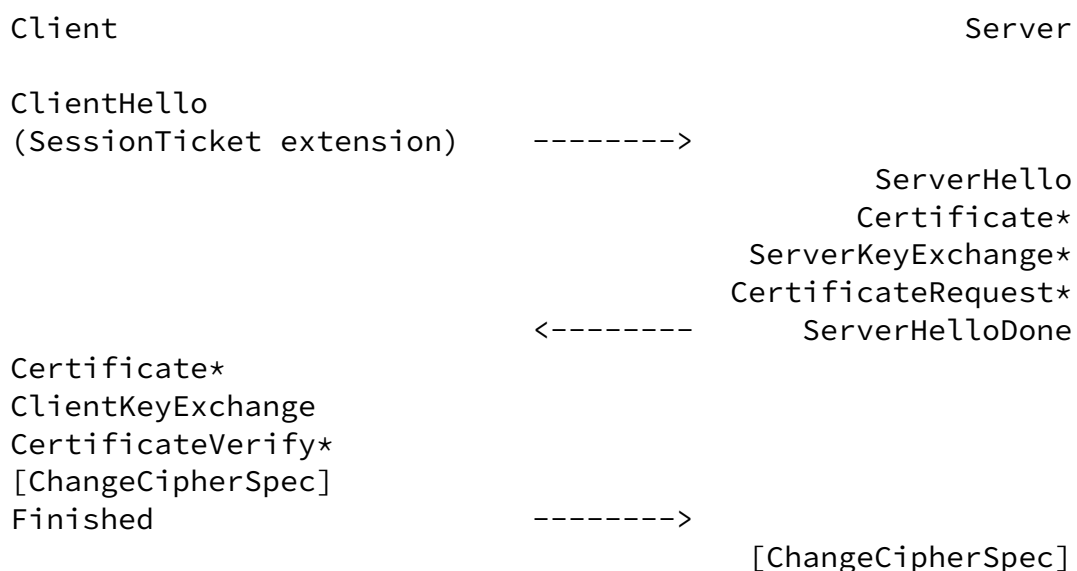 Client                                               Server

ClientHello
(SessionTicket extension)    -------->
                                                ServerHello
                                               Certificate*
                                         ServerKeyExchange*
                                        CertificateRequest*
                             <--------      ServerHelloDone
Certificate*
ClientKeyExchange
CertificateVerify*
[ChangeCipherSpec]
Finished                     -------->
                                         [ChangeCipherSpec]